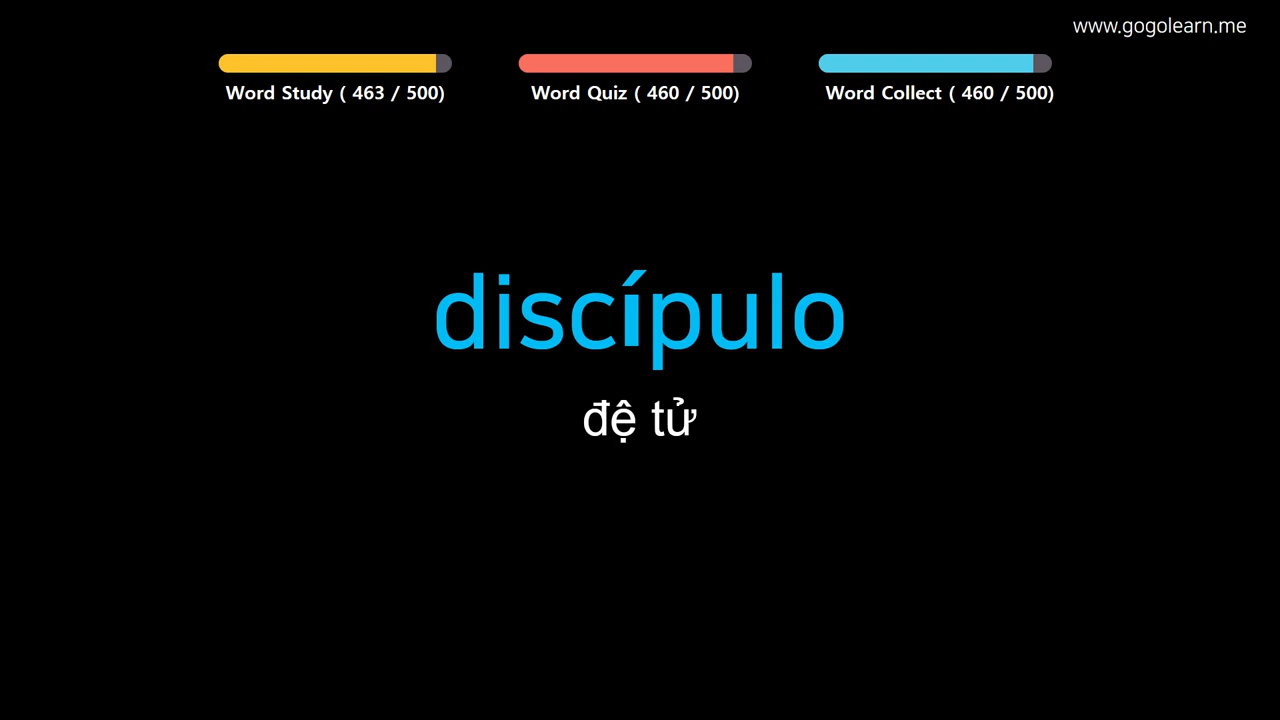 www.gogolearn.me
Word Study ( 463 / 500)
Word Quiz ( 460 / 500)
Word Collect ( 460 / 500)
discípulo
đệ tử